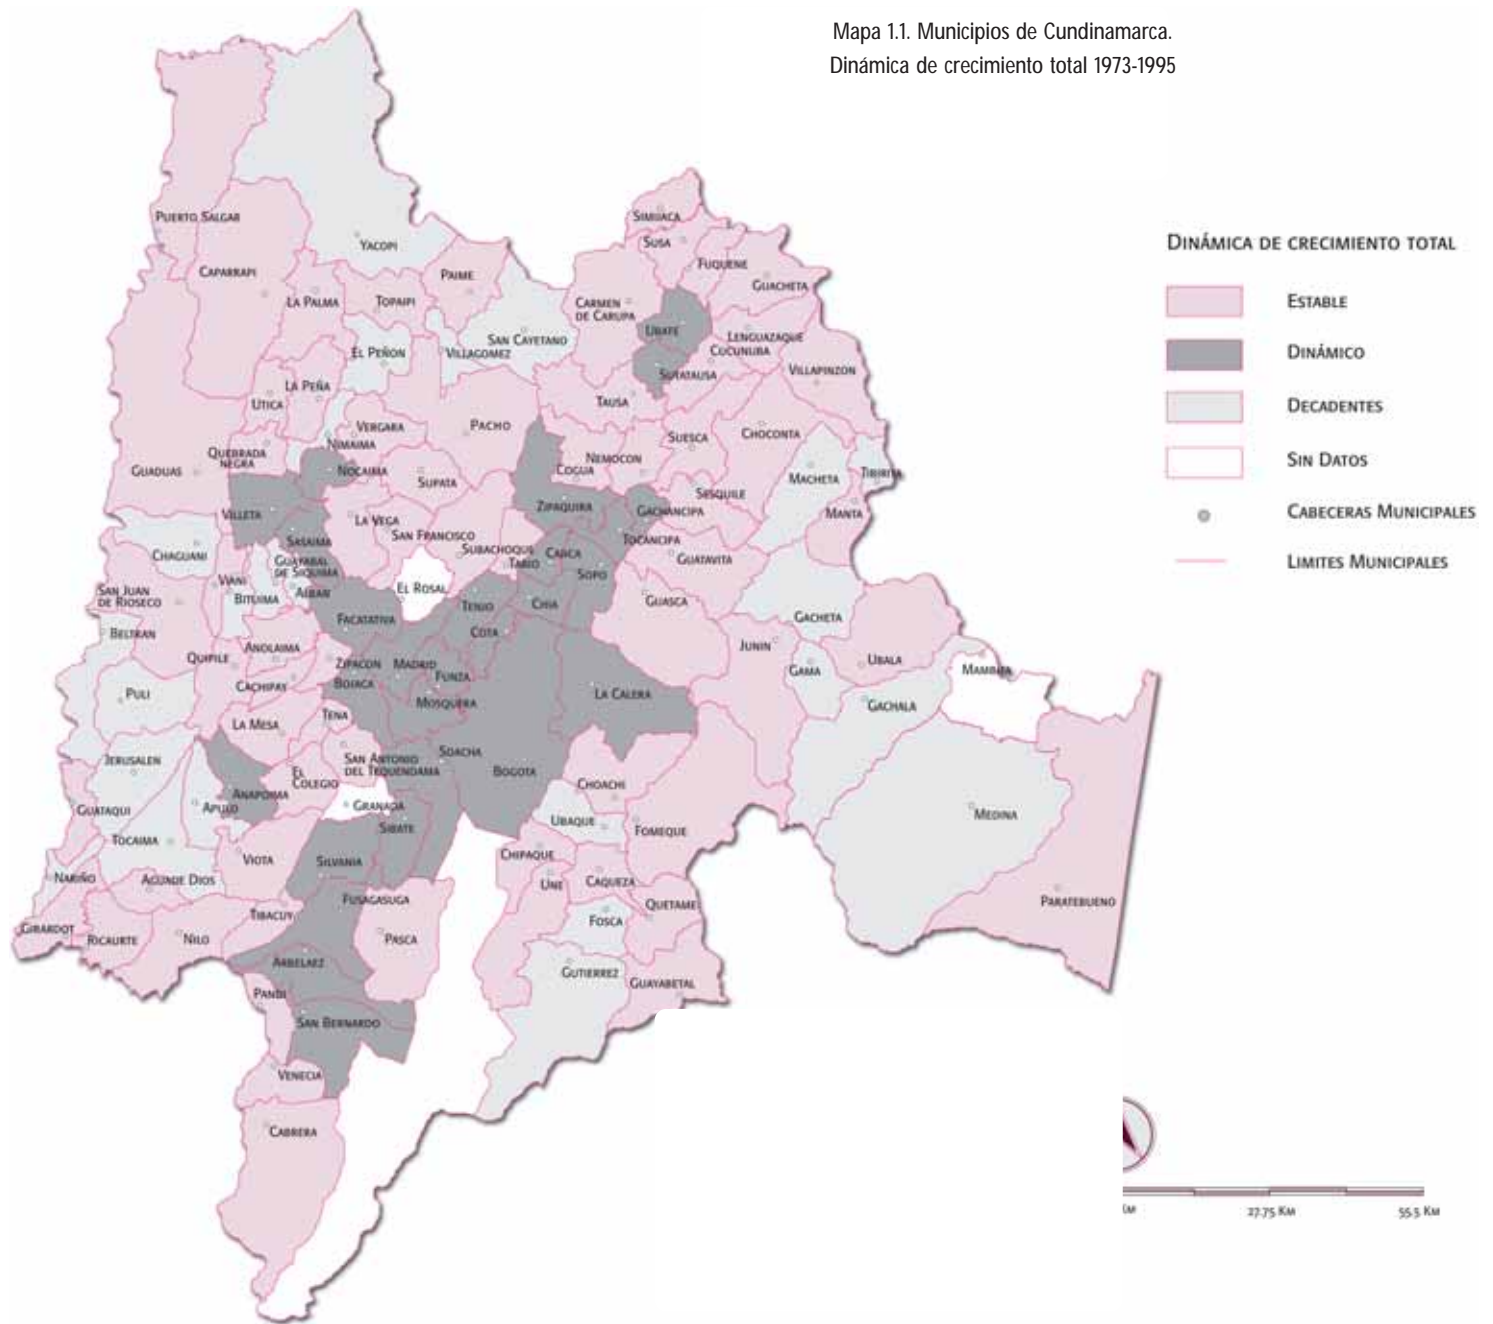 Mapa 1.1. Municipios de Cundinamarca.
Dinámica de crecimiento total 1973-1995
DINÁMICA DE CRECIMIENTO TOTAL
ESTABLE
DINÁMICO
DECADENTES
SIN DATOS
CABECERAS MUNICIPALES
LIMITES MUNICIPALES
PUERTO SALGAR
YACOPI
CAPARRAPI
LA PALMA
TOPAIPI
PAIME
SIMIJACA
SUSA
FUQUENE
GUACHETA
CARMEN
DE CARUPA
UBATE
LENGUAZAQUE
CUCUNUBA
SUTATAUSA
VILLAPINZON
SAN CAYETANO
VILLAGOMEZ
EL PEÑON
LA PEÑA
UTICA
TAUSA
VERGARA
PACHO
NIMAIMA
QUEBRADA
NEGRA
NOCAIMA
SUPATA
GUADUAS
NEMOCON
COGUA
SUESCA
CHOCONTA
MACHETA
TIBIRITA
MANTA
SESQUILE
GACHANCIPA
ZIPAQUIRA
TOCANCIPA
GUATAVITA
VILLETA
LA VEGA
SAN FRANCISCO
SASAIMA
SUBACHOQUE
TABIO
CAJICA
SOPO
CHAGUANI
GUAYABAL
DE SIQUIMA
VIANI
BITUIMA
ALBAN
EL ROSAL
TENJO
CHIA
GUASCA
GACHETA
SAN JUAN
DE RIOSECO
FACATATIVA
COTA
BELTRAN
ANOLAIMA
QUIPILE
ZIPACON
MADRID
FUNZA
BOJACA
MOSQUERA
CACHIPAY
JUNIN
GAMA
UBALA
MAMBITA
GACHALA
PULI
LA MESA
TENA
LA CALERA
SOACHA
BOGOTA
JERUSALEN
SAN ANTONIO
DEL TEQUENDAMA
EL
COLEGIO
ANAPOIMA
APULO
GUATAQUI
GRANADA
SIBATE
CHOACHI
UBAQUE
FOMEQUE
MEDINA
TOCAIMA
VIOTA
SILVANIA
CHIPAQUE
UNE
CAQUEZA
QUETAME
NARIÑO
AGUADE DIOS
FUSAGASUGA
TIBACUY
FOSCA
PARATEBUENO
GIRARDOT
RICAURTE
NILO
PASCA
ARBELAEZ
GUTIERREZ
GUAYABETAL
PANDI
SAN BERNARDO
VENECIA
CABRERA
KM
27.75 KM
55.5 KM